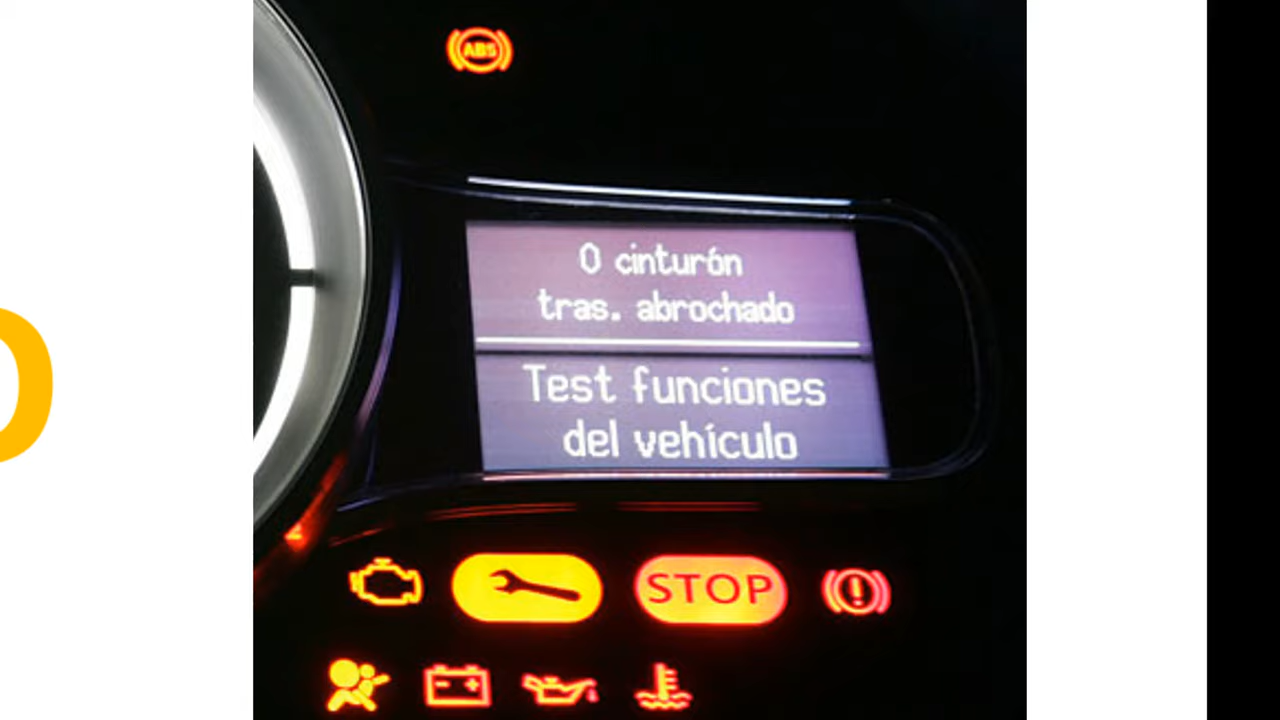 ABS
0 cinturón
tras. abrochado
Test funciones
del vehículo
STOP